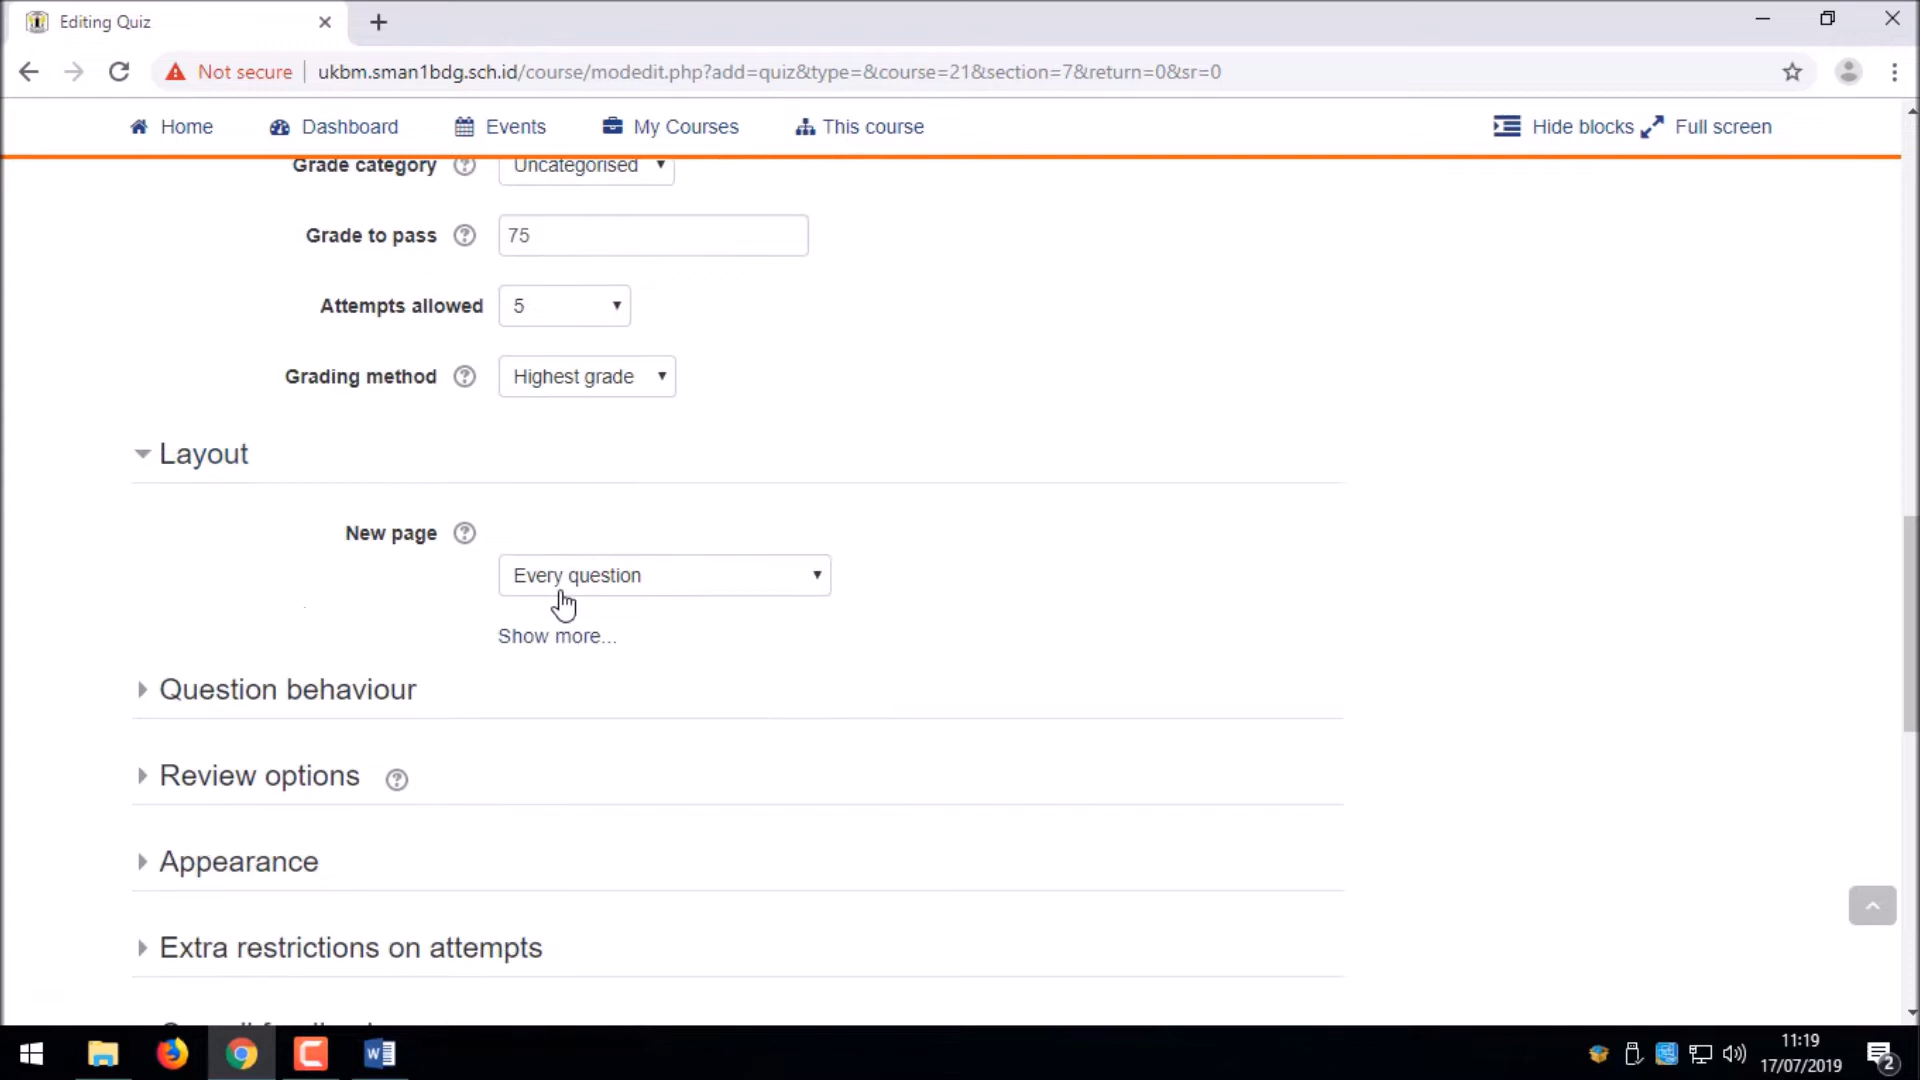 Editing Quiz
Not secure
ukbm.sman1bdg.sch.id/course/modedit.php?add=quiz&type=&course=21&section=7&return=0&sr=0
Home Dashboard Events My Courses This course Hide blocks Full screen
Grade category Uncategorised
Grade to pass 75
Attempts allowed 5
Grading method Highest grade
Layout
New page
Every question
Show more...
Question behaviour
Review options
Appearance
Extra restrictions on attempts
11:19
17/07/2019
2